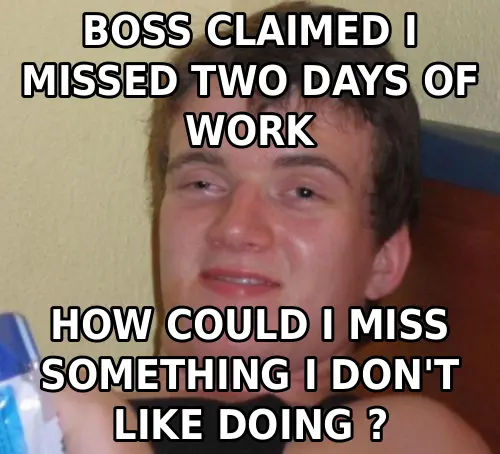 BOSS CLAIMED I
MISSED TWO DAYS OF
WORK
HOW COULD I MISS
SOMETHING I DON'T
LIKE DOING ?